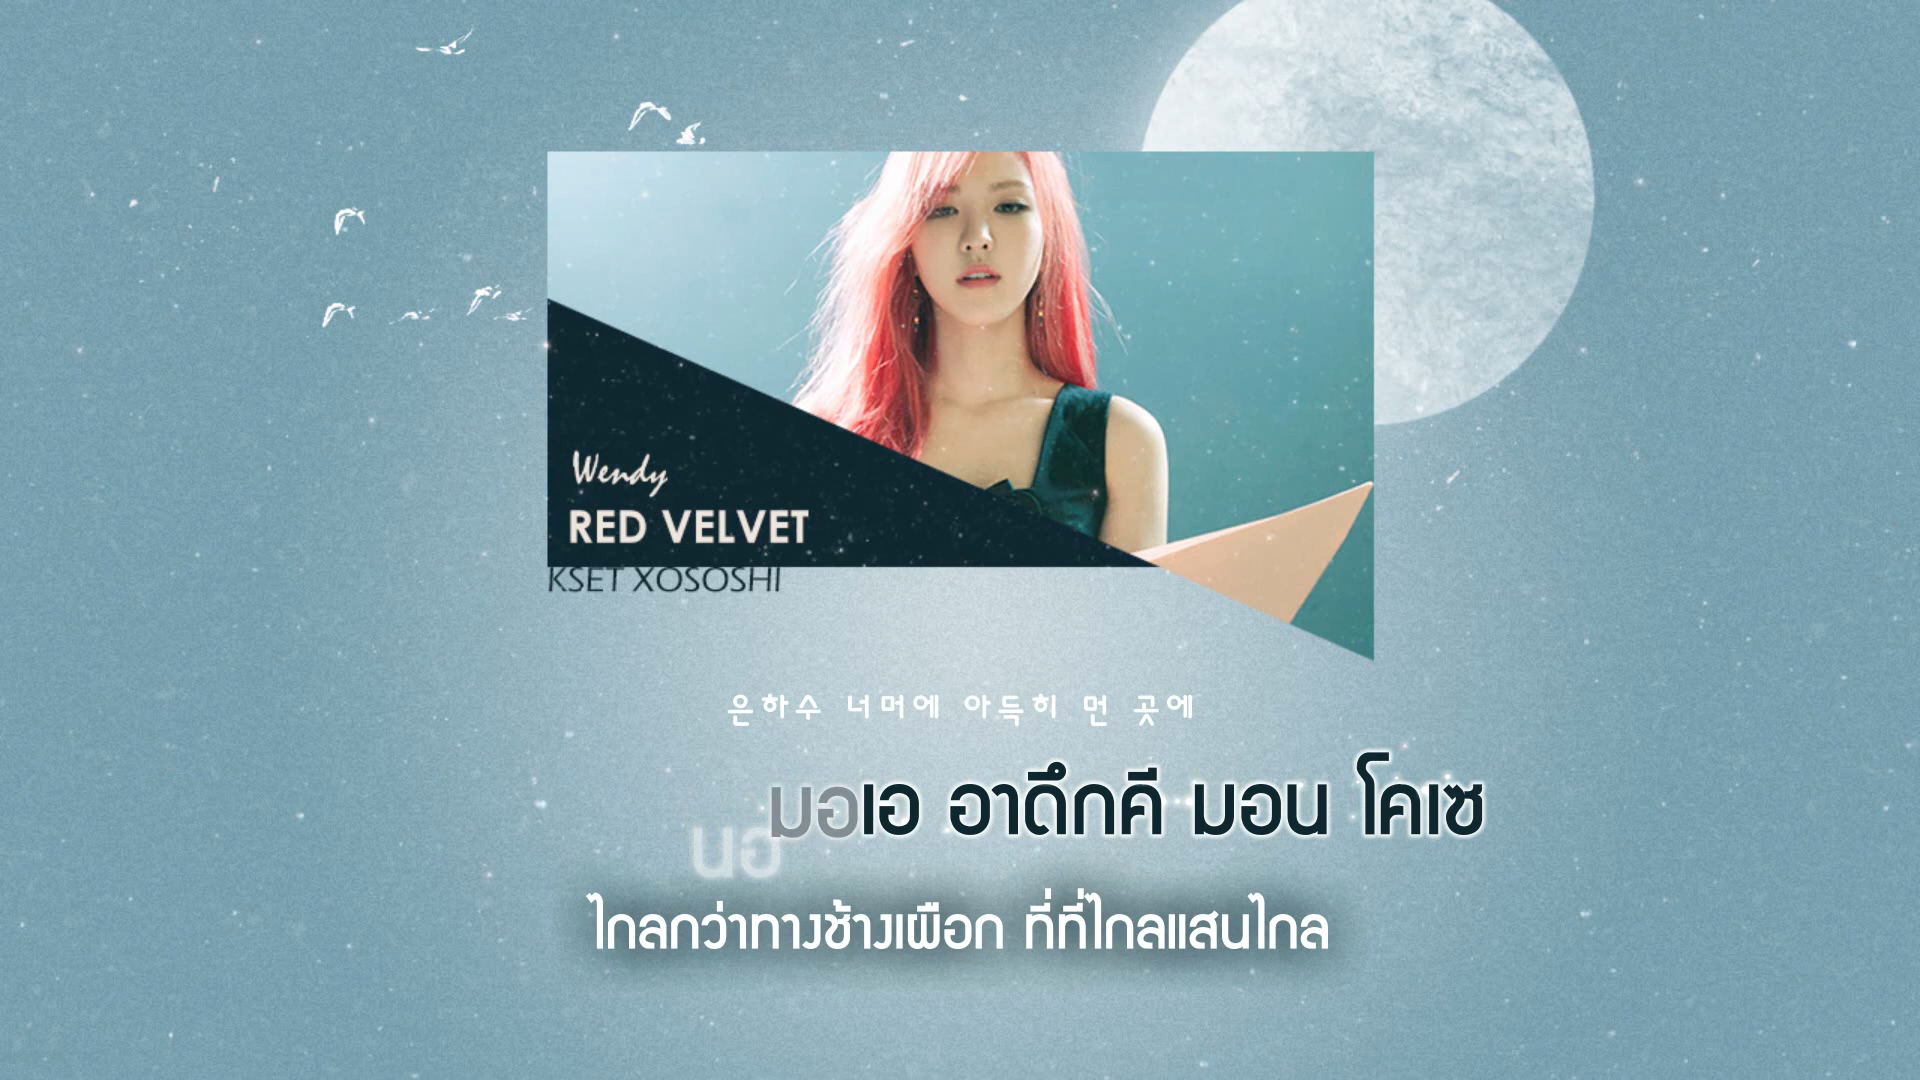 Wendy
RED VELVET
KSET XOSOSHI
은하수 너머에 아득히 먼 곳에
นอมอเอ อาดึกคี มอน โคเซ
ไกลกว่าทางช้างเผือก ที่ที่ไกลแสนไกล